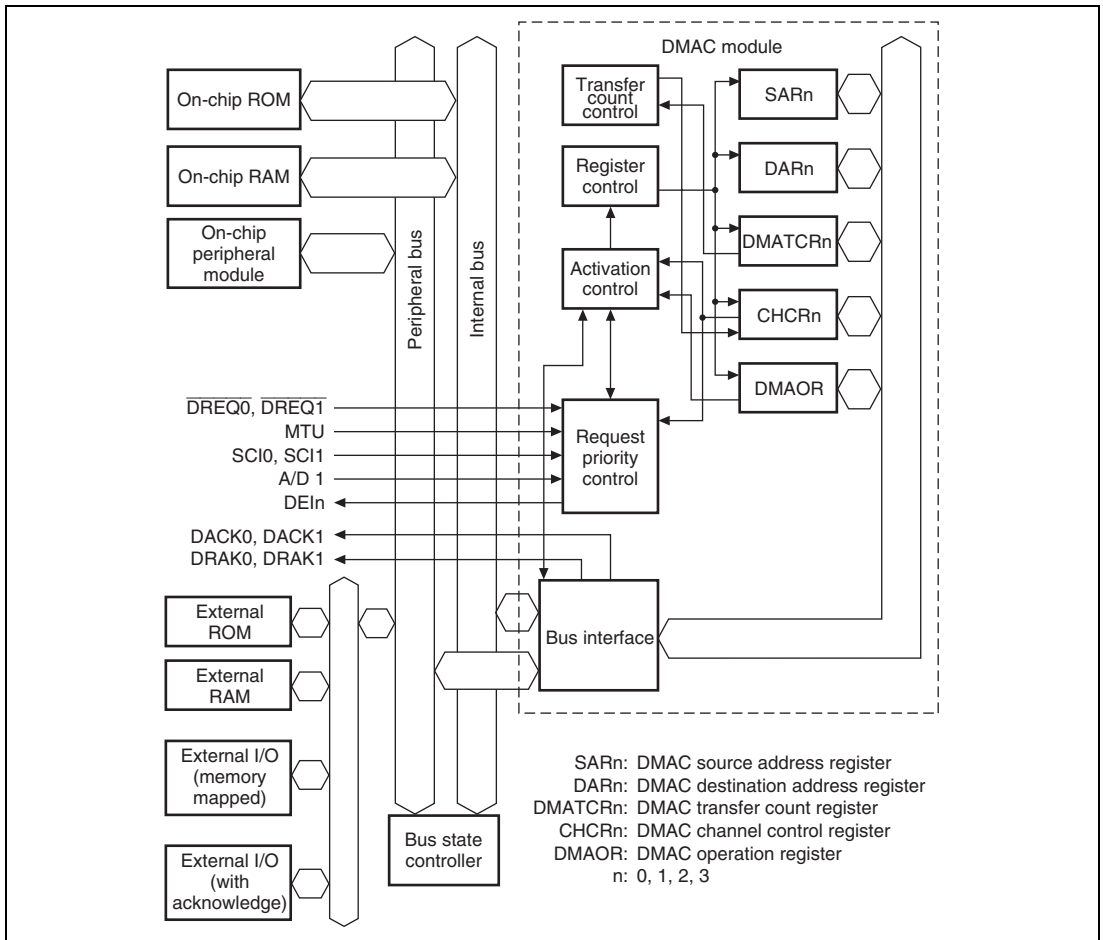 DMAC module
On-chip ROM
On-chip RAM
On-chip
peripheral
module
Peripheral bus
Internal bus
Transfer
count
control
Register
control
Activation
control
Request
priority
control
SARn
DARn
DMATCRn
CHCRn
DMAOR
DREQ0, DREQ1
MTU
SCI0, SCI1
A/D 1
DEIn
DACK0, DACK1
DRAK0, DRAK1
External
ROM
External
RAM
External I/O
(memory
mapped)
External I/O
(with
acknowledge)
Bus interface
Bus state
controller
SARn: DMAC source address register
DARn: DMAC destination address register
DMATCRn: DMAC transfer count register
CHCRn: DMAC channel control register
DMAOR: DMAC operation register
n: 0, 1, 2, 3